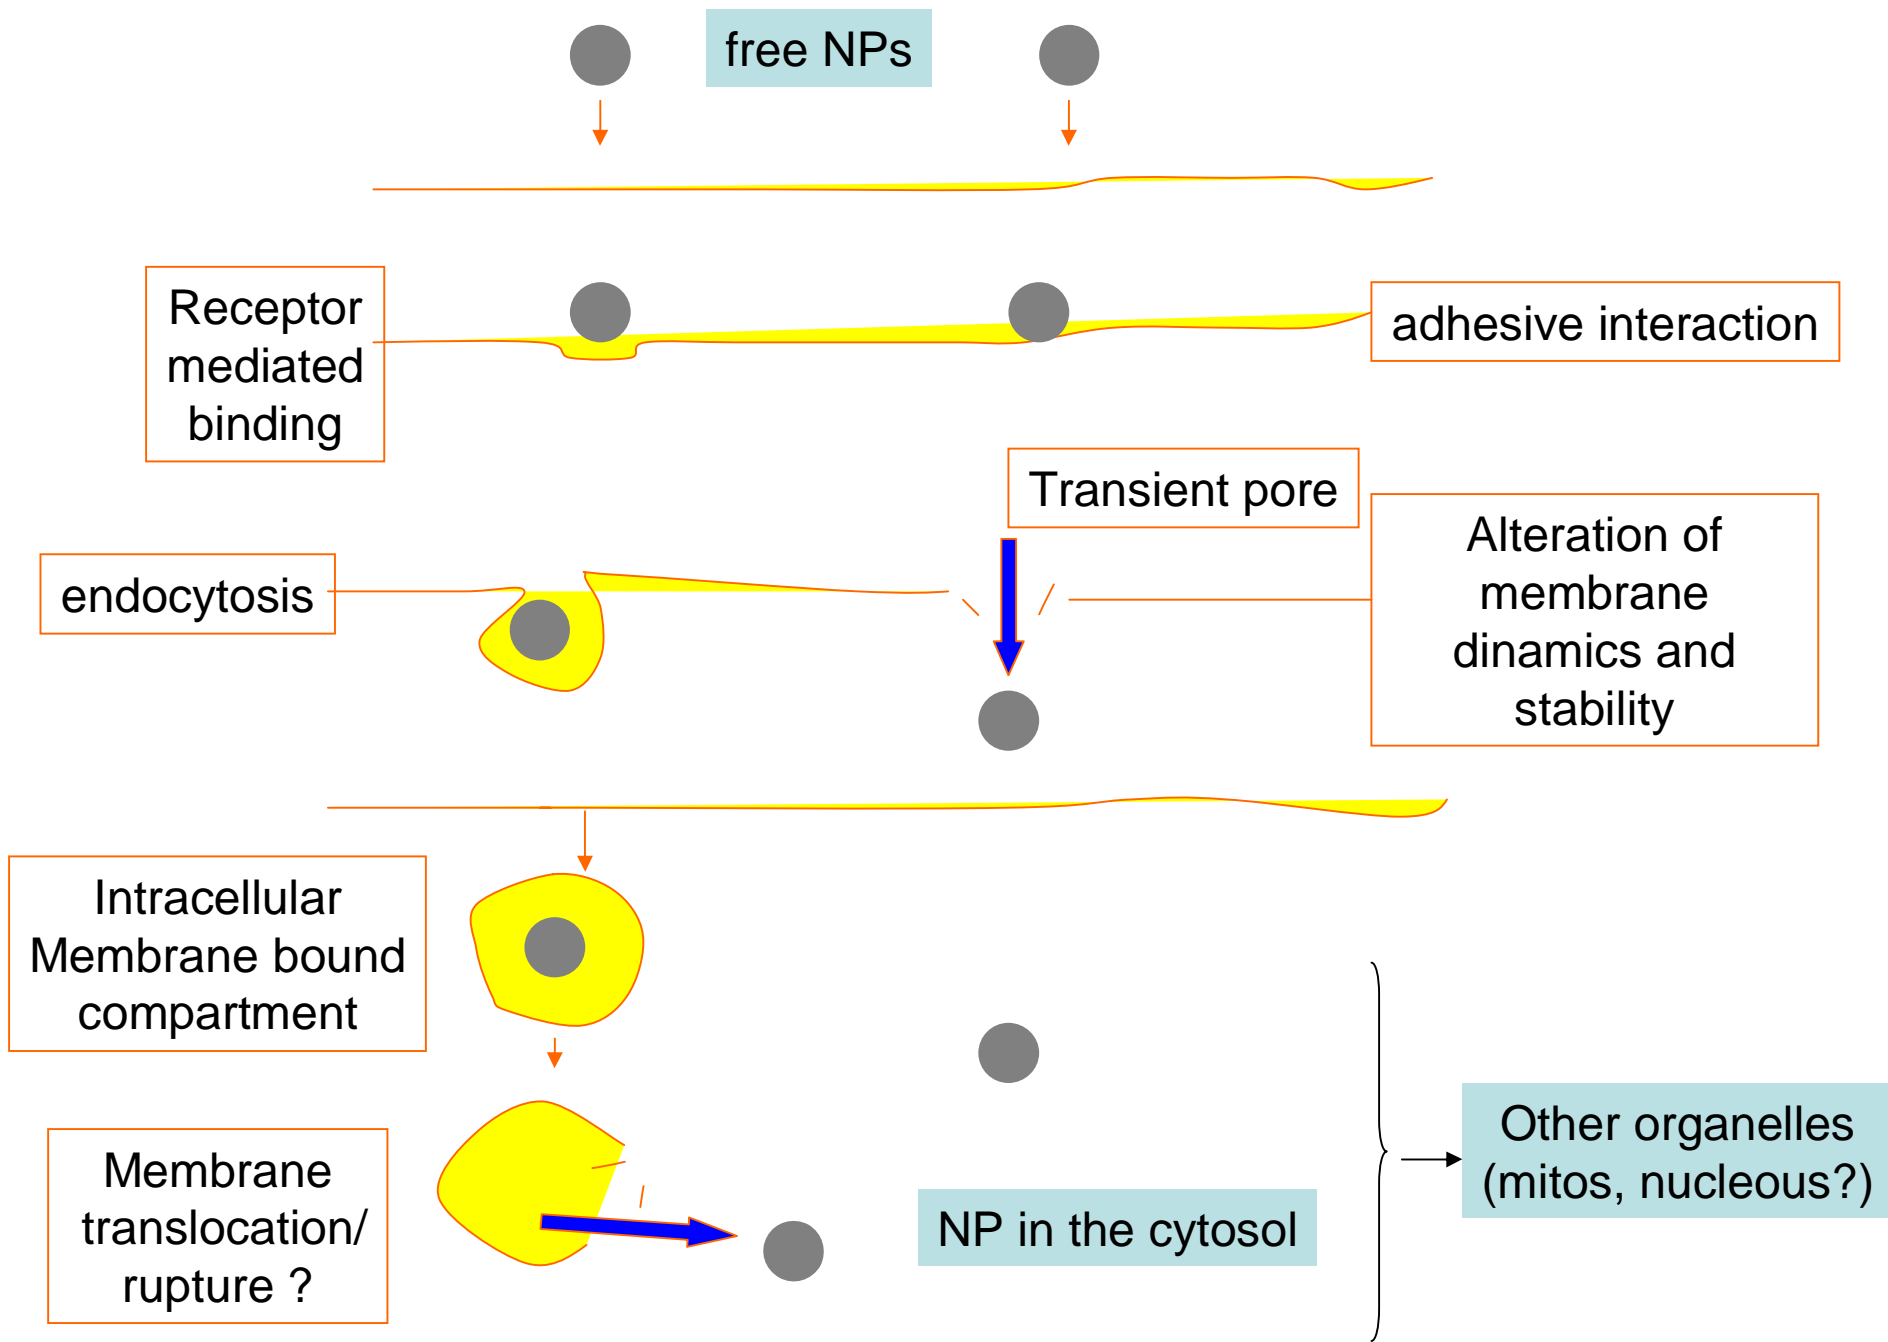 free NPs
Receptor
mediated
binding
adhesive interaction
Transient pore
endocytosis
Alteration of
membrane
dinamics and
stability
Intracellular
Membrane bound
compartment
Membrane
translocation/
rupture ?
NP in the cytosol
Other organelles
(mitos, nucleous?)